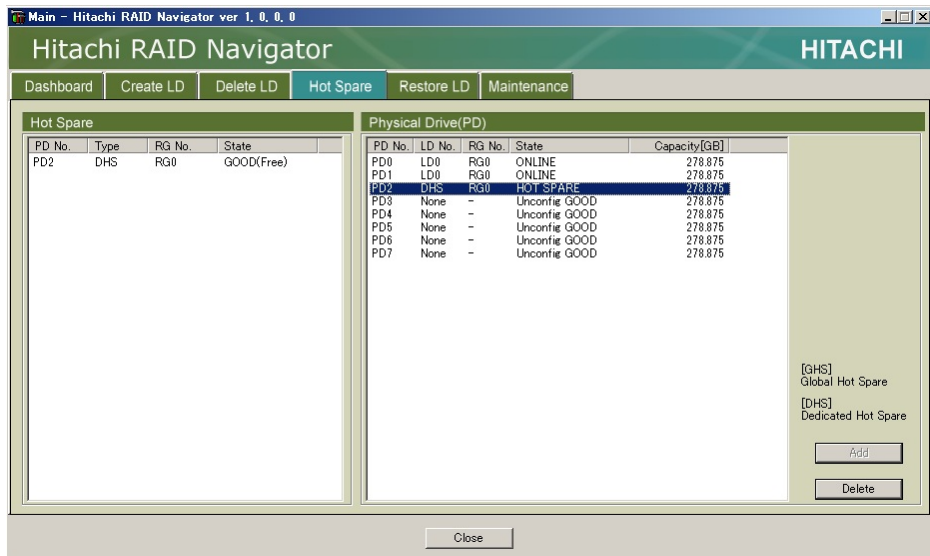 Main - Hitachi RAID Navigator ver 1, 0, 0, 0
Hitachi RAID Navigator
HITACHI
Dashboard Create LD Delete LD Hot Spare Restore LD Maintenance
Hot Spare
PD No. Type RG No. State
PD2 DHS RG0 GOOD(Free)
Physical Drive(PD)
PD No. LD No. RG No. State Capacity[GB]
PD0 LD0 RG0 ONLINE 278.875
PD1 LD0 RG0 ONLINE 278.875
PD2 DHS RG0 HOT SPARE 278.875
PD3 None - Unconfig GOOD 278.875
PD4 None - Unconfig GOOD 278.875
PD5 None - Unconfig GOOD 278.875
PD6 None - Unconfig GOOD 278.875
PD7 None - Unconfig GOOD 278.875
[GHS]
Global Hot Spare
[DHS]
Dedicated Hot Spare
Add
Delete
Close